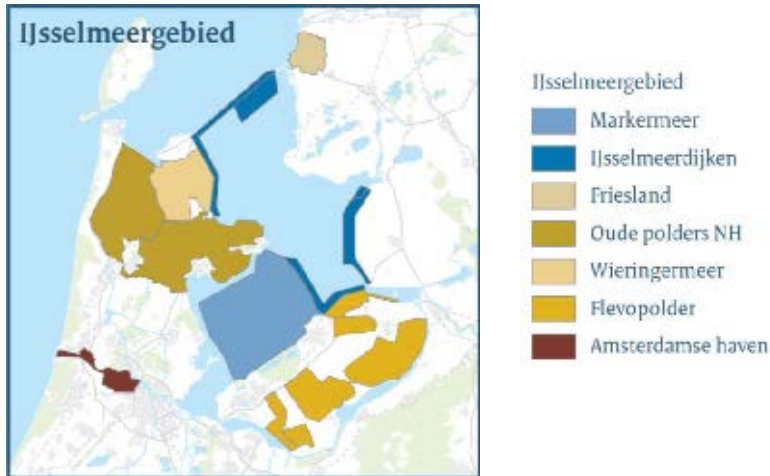 IJsselmeergebied
IJsselmeergebied
Markermeer
IJsselmeerdijken
Friesland
Oude polders NH
Wieringermeer
Flevopolder
Amsterdamse haven